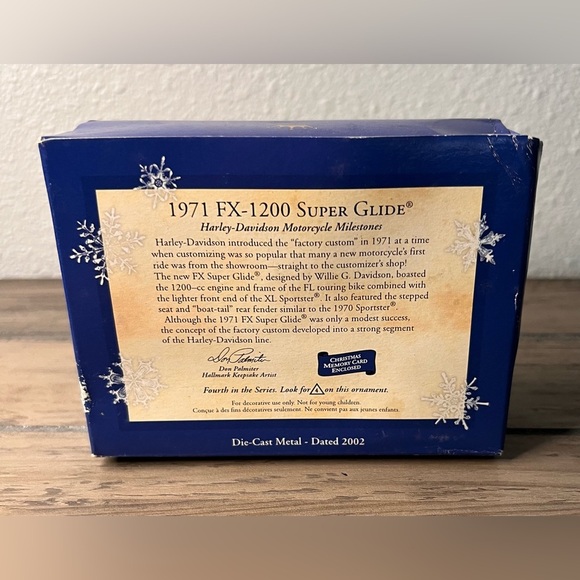 1971 FX-1200 SUPER GLIDE®
Harley-Davidson Motorcycle Milestones
Harley-Davidson introduced the "factory custom" in 1971 at a time
when customizing was so popular that many a new motorcycle's first
ride was from the showroom—straight to the customizer's shop!
The new FX Super Glide®, designed by Willie G. Davidson, boasted
the 1200-cc engine and frame of the FL touring bike combined with
the lighter front end of the XL Sportster®. It also featured the stepped
seat and "boat-tail" rear fender similar to the 1970 Sportster®.
Although the 1971 FX Super Glide® was only a modest success,
the concept of the factory custom developed into a strong segment
of the Harley-Davidson line.
Don Palmiter
Don Palmiter
Hallmark Keepsake Artist
CHRISTMAS
MEMORY CARD
ENCLOSED
Fourth in the Series. Look for 4 on this ornament.
For decorative use only. Not for young children.
Conçue à des fins décoratives seulement. Ne convient pas aux jeunes enfants.
Die-Cast Metal - Dated 2002